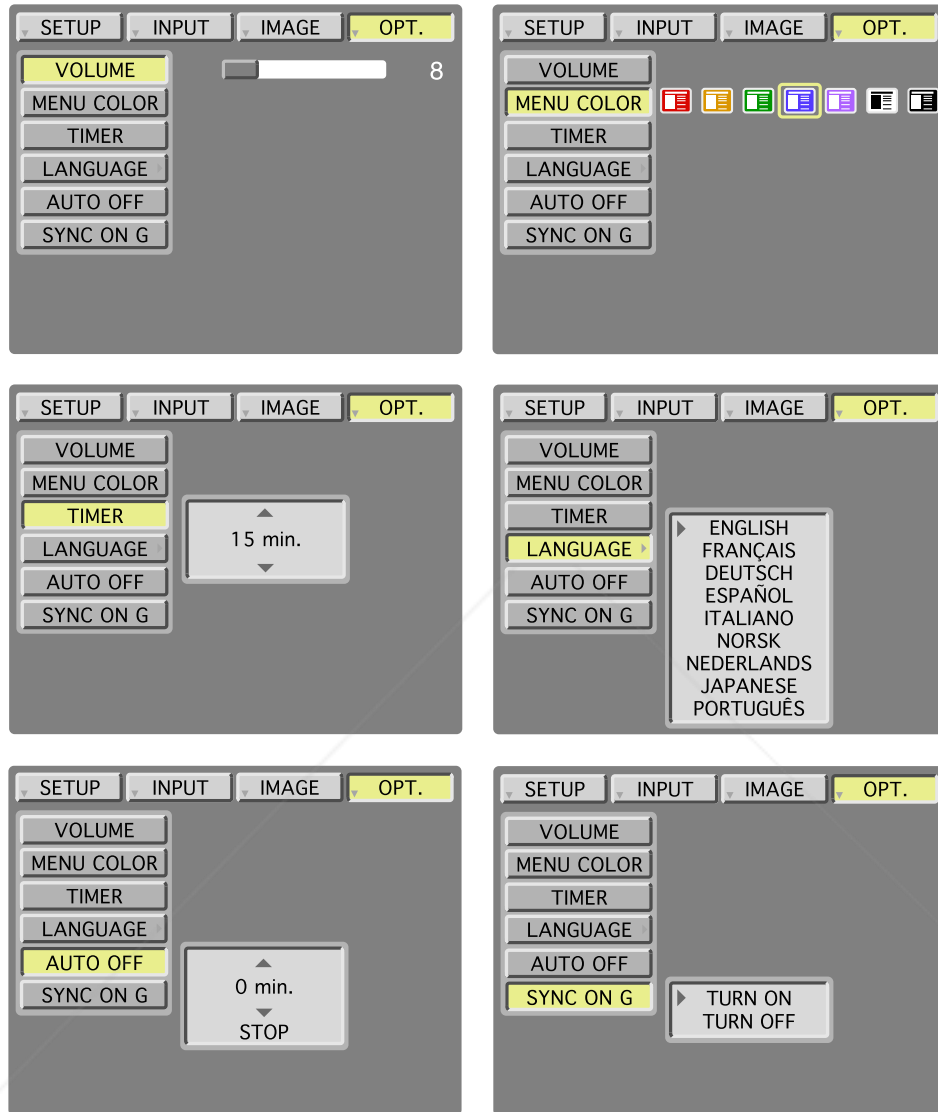 SETUP INPUT IMAGE OPT.
VOLUME 8
MENU COLOR
TIMER
LANGUAGE
AUTO OFF
SYNC ON G
SETUP INPUT IMAGE OPT.
VOLUME
MENU COLOR
TIMER
LANGUAGE
AUTO OFF
SYNC ON G
SETUP INPUT IMAGE OPT.
VOLUME
MENU COLOR
TIMER
15 min.
LANGUAGE
AUTO OFF
SYNC ON G
SETUP INPUT IMAGE OPT.
VOLUME
MENU COLOR
TIMER
LANGUAGE
AUTO OFF
SYNC ON G
ENGLISH
FRANÇAIS
DEUTSCH
ESPAÑOL
ITALIANO
NORSK
NEDERLANDS
JAPANESE
PORTUGUÊS
SETUP INPUT IMAGE OPT.
VOLUME
MENU COLOR
TIMER
LANGUAGE
AUTO OFF
SYNC ON G
0 min.
STOP
SETUP INPUT IMAGE OPT.
VOLUME
MENU COLOR
TIMER
LANGUAGE
AUTO OFF
SYNC ON G
TURN ON
TURN OFF